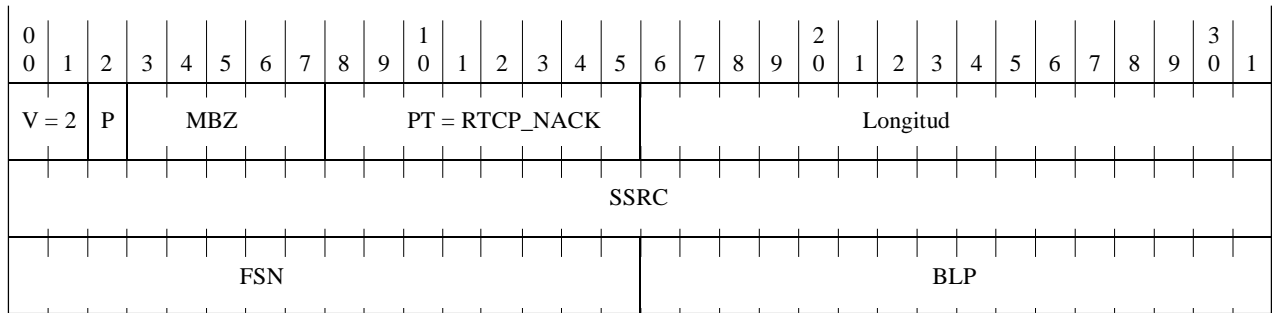 0 1 2 3
0 1 2 3 4 5 6 7 8 9 0 1 2 3 4 5 6 7 8 9 0 1 2 3 4 5 6 7 8 9 0 1
V = 2 P MBZ PT = RTCP_NACK Longitud
SSRC
FSN BLP